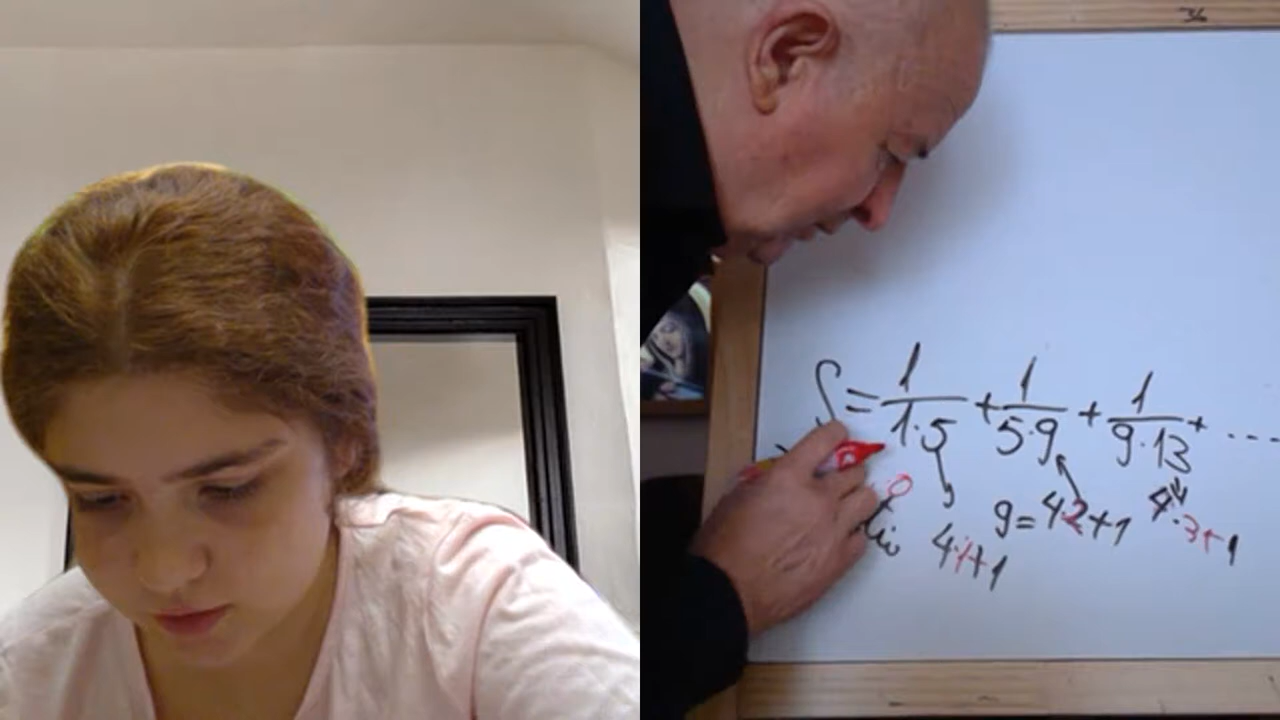 36
S = 1/1·5 + 1/5·9 + 1/9·13 + ----
4·1+1 9=4·2+1 4·3+1